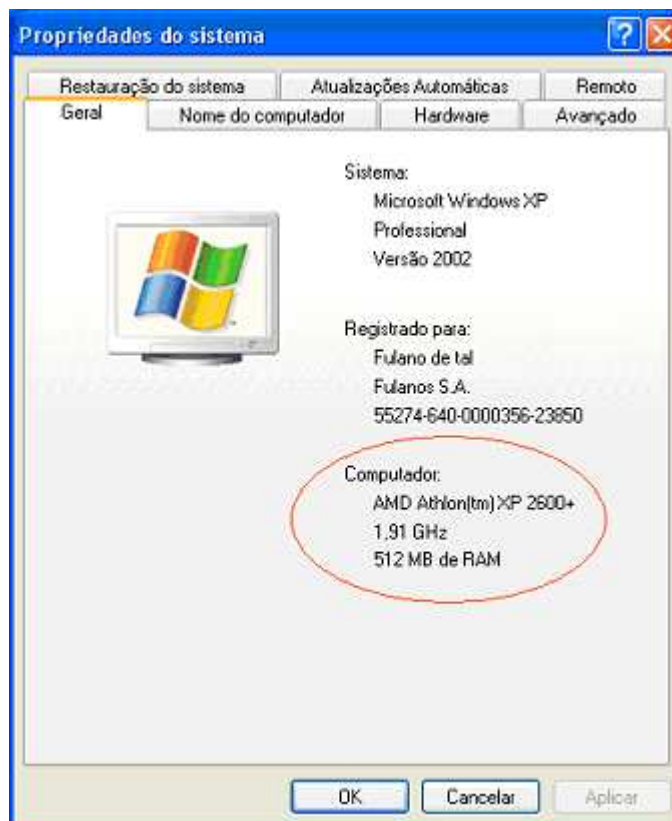 Propriedades do sistema
Restauração do sistema
Atualizações Automáticas
Remoto
Geral
Nome do computador
Hardware
Avançado
Sistema:
Microsoft Windows XP
Professional
Versão 2002
Registrado para:
Fulano de tal
Fulanos S.A.
55274-640-0000356-23850
Computador:
AMD Athlon(tm) XP 2600+
1,91 GHz
512 MB de RAM
OK
Cancelar
Aplicar